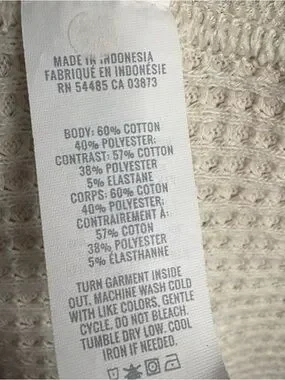 MADE IN INDONESIA
FABRIQUÉ EN INDONÉSIE
RN 54485 CA 03873
BODY: 60% COTTON
40% POLYESTER:
CONTRAST: 57% COTTON
38% POLYESTER
5% ELASTANE
CORPS: 60% COTON
40% POLYESTER:
CONTRAIREMENT À:
57% COTON
38% POLYESTER
5% ÉLASTHANNE
TURN GARMENT INSIDE
OUT. MACHINE WASH COLD
WITH LIKE COLORS. GENTLE
CYCLE. DO NOT BLEACH.
TUMBLE DRY LOW. COOL
IRON IF NEEDED.